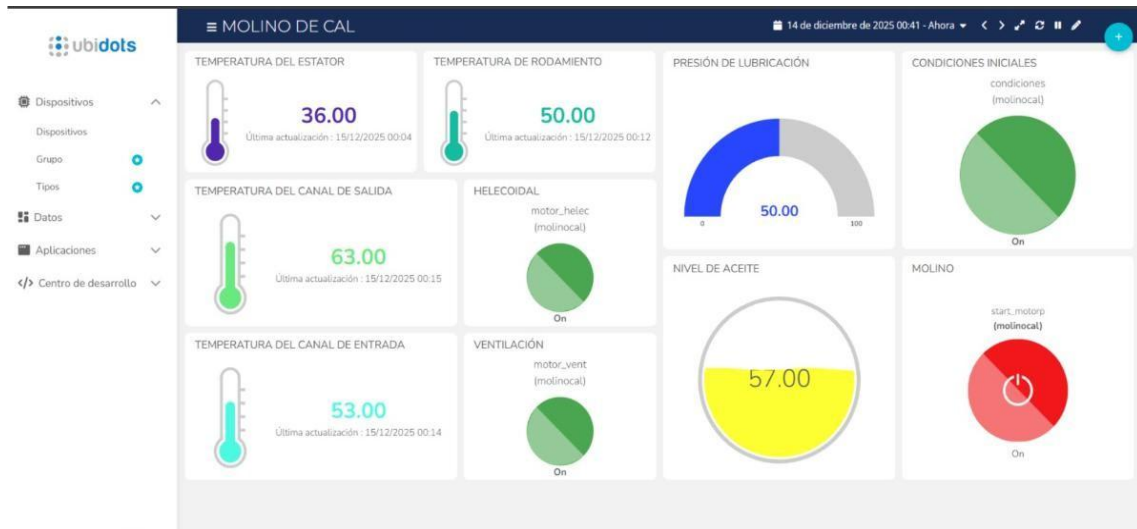 ubidots
Dispositivos
Dispositivos
Grupo
Tipos
Datos
Aplicaciones
</> Centro de desarrollo
≡ MOLINO DE CAL
14 de diciembre de 2025 00:41 - Ahora
TEMPERATURA DEL ESTATOR
36.00
Última actualización : 15/12/2025 00:04
TEMPERATURA DE RODAMIENTO
50.00
Última actualización : 15/12/2025 00:12
PRESIÓN DE LUBRICACIÓN
50.00
0
100
CONDICIONES INICIALES
condiciones
(molinocal)
On
TEMPERATURA DEL CANAL DE SALIDA
63.00
Última actualización : 15/12/2025 00:15
HELECOIDAL
motor_helec
(molinocal)
On
NIVEL DE ACEITE
57.00
MOLINO
start_motorp
(molinocal)
On
TEMPERATURA DEL CANAL DE ENTRADA
53.00
Última actualización : 15/12/2025 00:14
VENTILACIÓN
motor_vent
(molinocal)
On